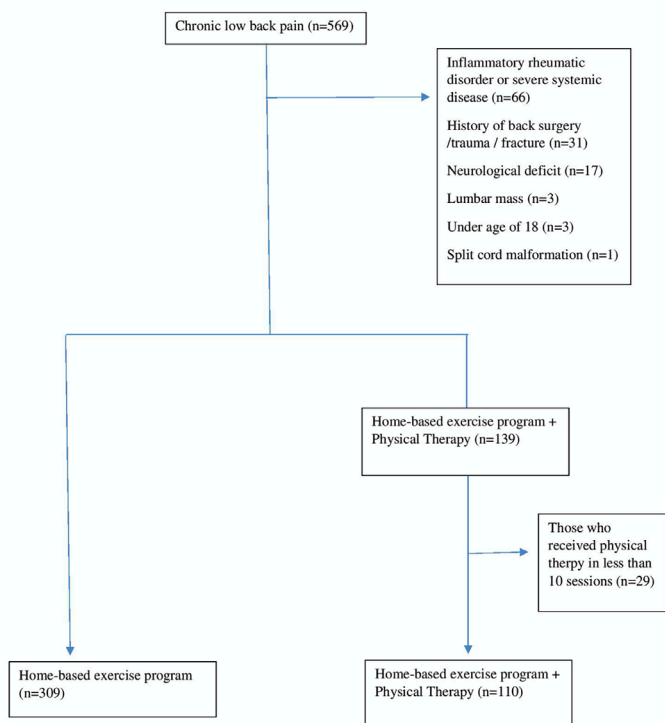 Chronic low back pain (n=569)
Inflammatory rheumatic
disorder or severe systemic
disease (n=66)
History of back surgery
/trauma / fracture (n=31)
Neurological deficit (n=17)
Lumbar mass (n=3)
Under age of 18 (n=3)
Split cord malformation (n=1)
Home-based exercise program +
Physical Therapy (n=139)
Those who
received physical
therpy in less than
10 sessions (n=29)
Home-based exercise program
(n=309)
Home-based exercise program +
Physical Therapy (n=110)